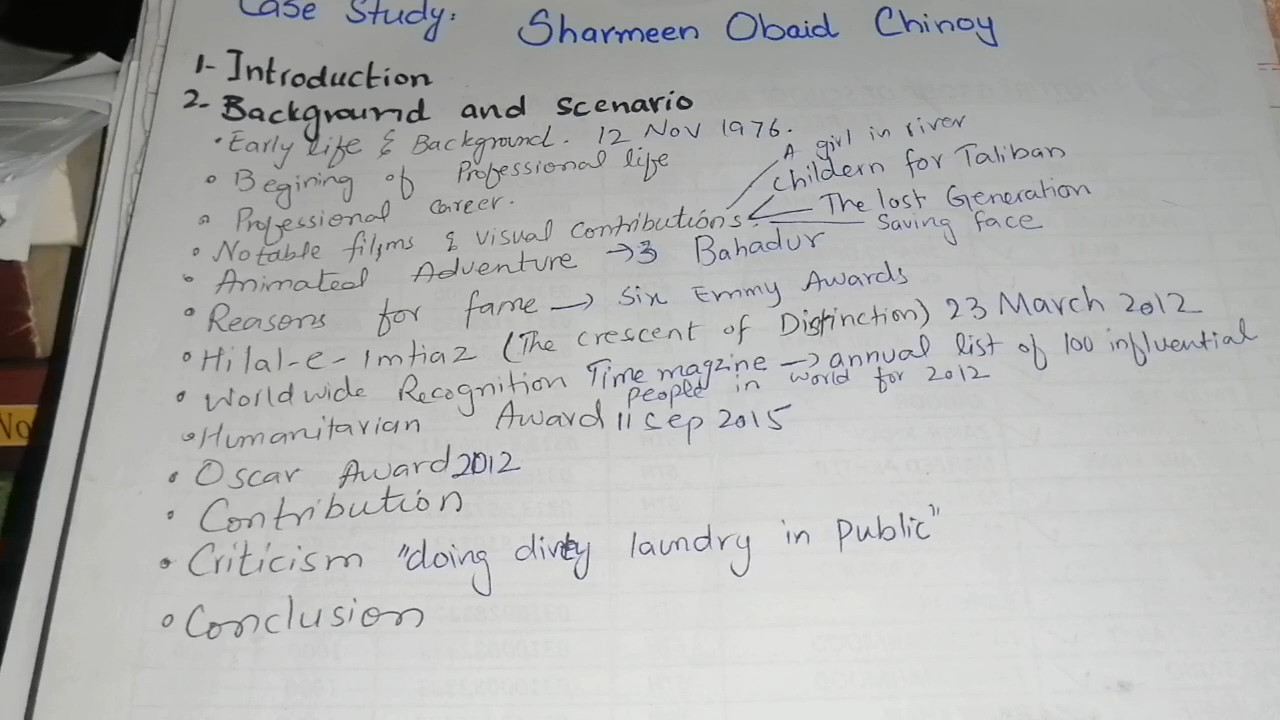 Case Study: Sharmeen Obaid Chinoy
1- Introduction
2- Background and scenario
• Early life & Background. 12 Nov 1976.
• Begining of Professional life
• Professional career.
• Notable films & visual contributions.
A girl in river
Childern for Taliban
The lost Generation
Saving face
• Animated Adventure → 3 Bahadur
• Reasons for fame → Six Emmy Awards
• Hilal-e-Imtiaz (The crescent of Distinction) 23 March 2012
• Worldwide Recognition Time magzine → annual list of 100 influential
people in world for 2012
• Humanitarian Award 11 Sep 2015
• Oscar Award 2012
• Contribution
• Criticism "doing dirty laundry in public"
• Conclusion
No